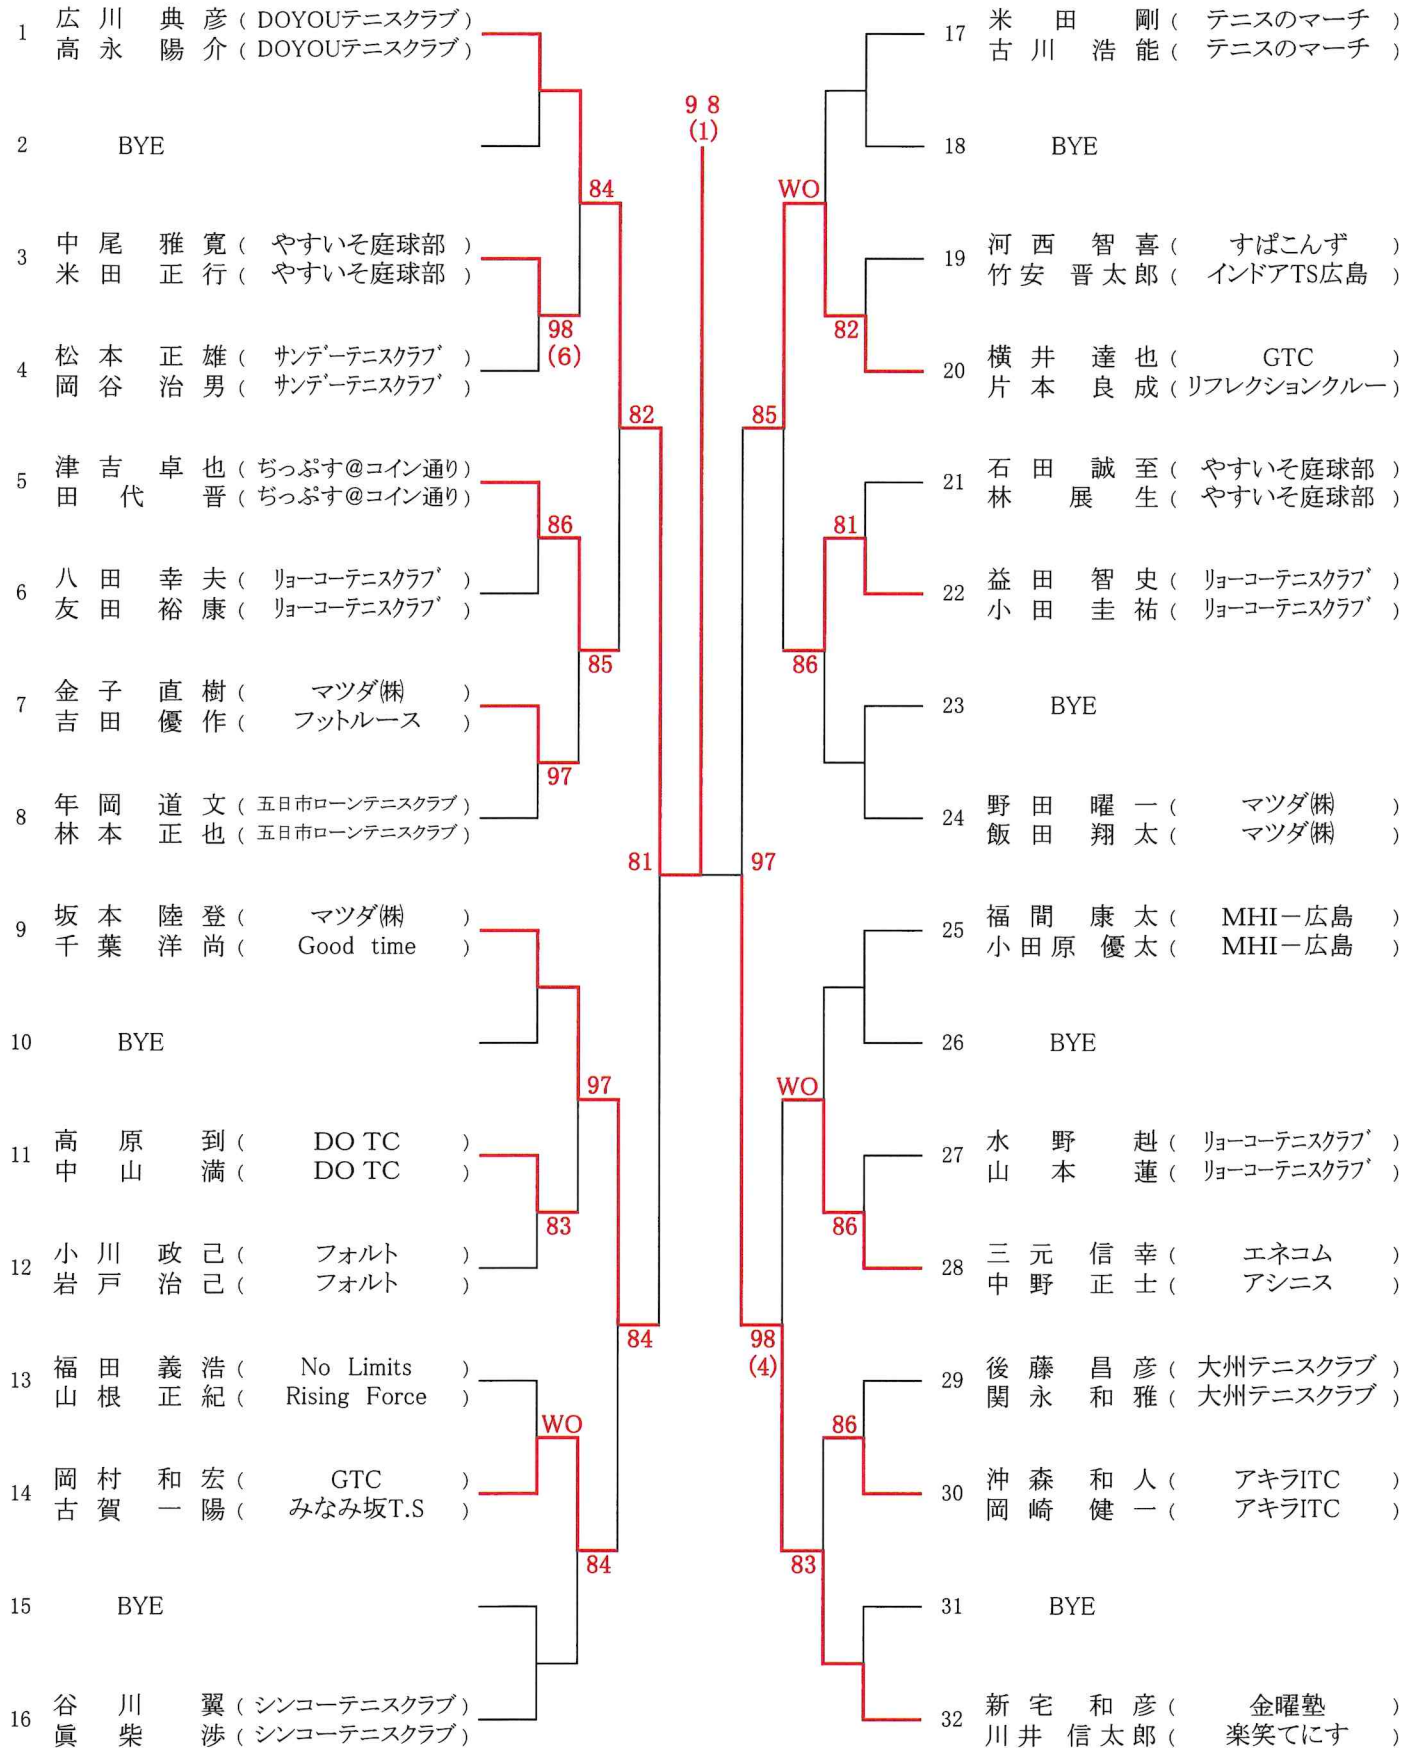 1 広川 典彦 ( DOYOUテニスクラブ )
高永 陽介 ( DOYOUテニスクラブ )
2 BYE
3 中尾 雅寛 ( やすいそ庭球部 )
米田 正行 ( やすいそ庭球部 )
4 松本 正雄 ( サンデーテニスクラブ )
岡谷 治男 ( サンデーテニスクラブ )
5 津吉 卓也 ( ぢっぷす@コイン通り )
田代 晋 ( ぢっぷす@コイン通り )
6 八田 幸夫 ( リョーコーテニスクラブ )
友田 裕康 ( リョーコーテニスクラブ )
7 金子 直樹 ( マツダ㈱ )
吉田 優作 ( フットルース )
8 年岡 道文 ( 五日市ローンテニスクラブ )
林本 正也 ( 五日市ローンテニスクラブ )
9 坂本 陸登 ( マツダ㈱ )
千葉 洋尚 ( Good time )
10 BYE
11 高原 到 ( DO TC )
中山 満 ( DO TC )
12 小川 政己 ( フォルト )
岩戸 治己 ( フォルト )
13 福田 義浩 ( No Limits )
山根 正紀 ( Rising Force )
14 岡村 和宏 ( GTC )
古賀 一陽 ( みなみ坂T.S )
15 BYE
16 谷川 翼 ( シンコーテニスクラブ )
眞柴 渉 ( シンコーテニスクラブ )
84
98
(6)
82
86
85
97
81
97
83
84
WO
84
9 8
(1)
WO
82
85
81
86
97
WO
86
98
(4)
86
83
17 米田 剛 ( テニスのマーチ )
古川 浩能 ( テニスのマーチ )
18 BYE
19 河西 智喜 ( すぱこんず )
竹安 晋太郎 ( インドアTS広島 )
20 横井 達也 ( GTC )
片本 良成 ( リフレクションクルー )
21 石田 誠至 ( やすいそ庭球部 )
林 展生 ( やすいそ庭球部 )
22 益田 智史 ( リョーコーテニスクラブ )
小田 圭祐 ( リョーコーテニスクラブ )
23 BYE
24 野田 曜一 ( マツダ㈱ )
飯田 翔太 ( マツダ㈱ )
25 福間 康太 ( MHI－広島 )
小田原 優太 ( MHI－広島 )
26 BYE
27 水野 赳 ( リョーコーテニスクラブ )
山本 蓮 ( リョーコーテニスクラブ )
28 三元 信幸 ( エネコム )
中野 正士 ( アシニス )
29 後藤 昌彦 ( 大州テニスクラブ )
関永 和雅 ( 大州テニスクラブ )
30 沖森 和人 ( アキラITC )
岡崎 健一 ( アキラITC )
31 BYE
32 新宅 和彦 ( 金曜塾 )
川井 信太郎 ( 楽笑てにす )